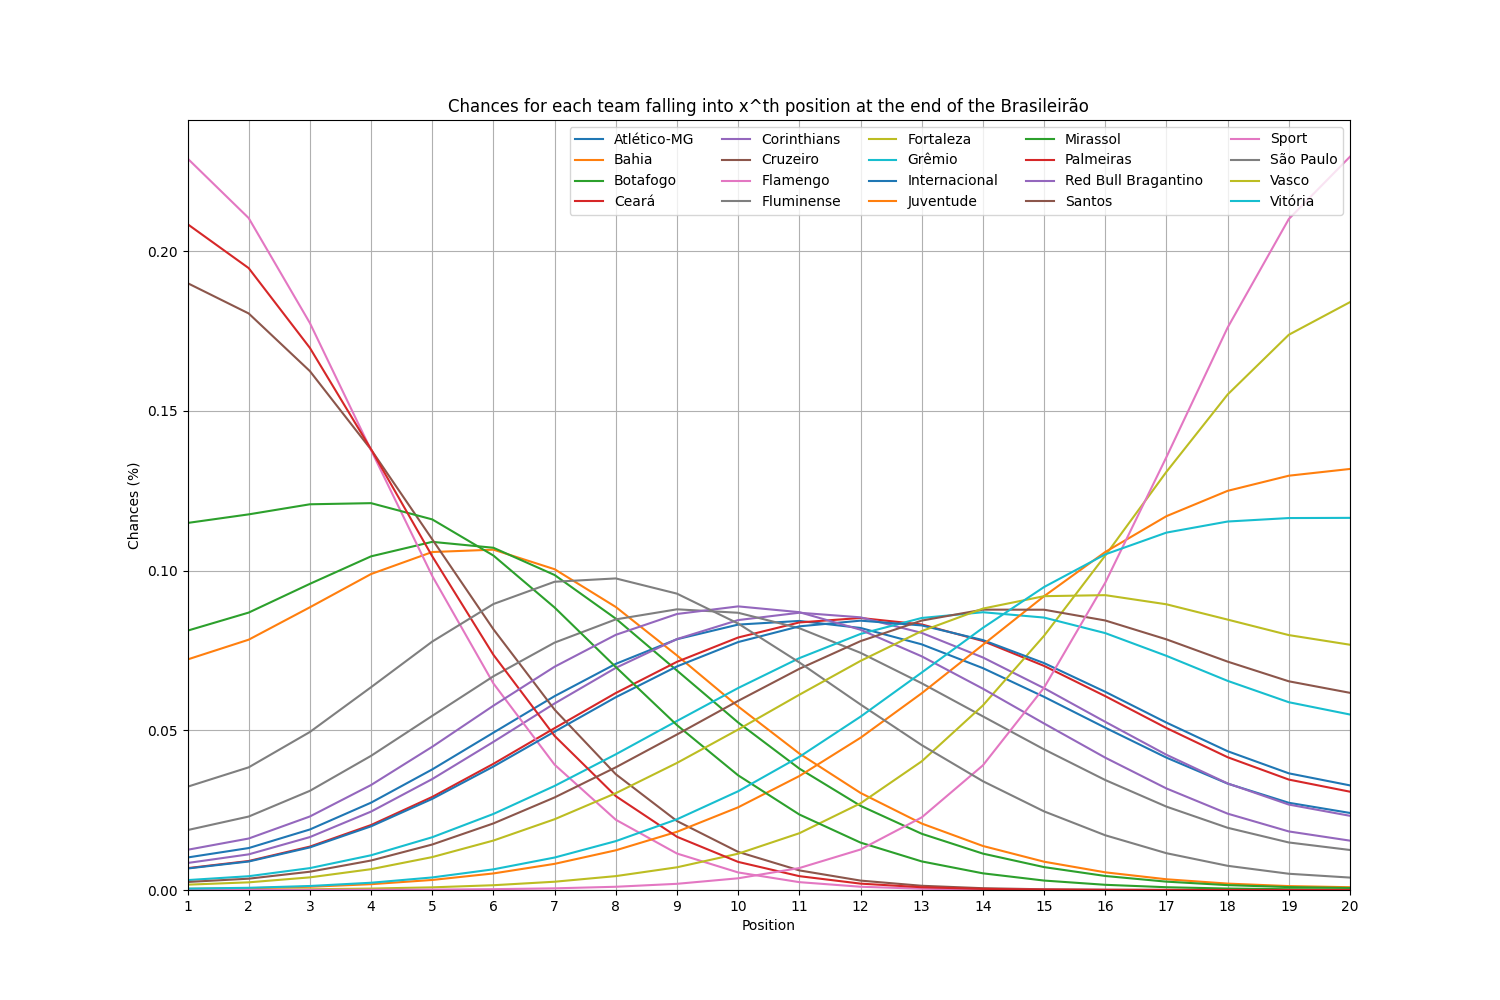 Chances for each team falling into x^th position at the end of the Brasileirão
Atlético-MG Corinthians Fortaleza Mirassol Sport
Bahia Cruzeiro Grêmio Palmeiras São Paulo
Botafogo Flamengo Internacional Red Bull Bragantino Vasco
Ceará Fluminense Juventude Santos Vitória
Chances (%)
0.20
0.15
0.10
0.05
0.00
1 2 3 4 5 6 7 8 9 10 11 12 13 14 15 16 17 18 19 20
Position